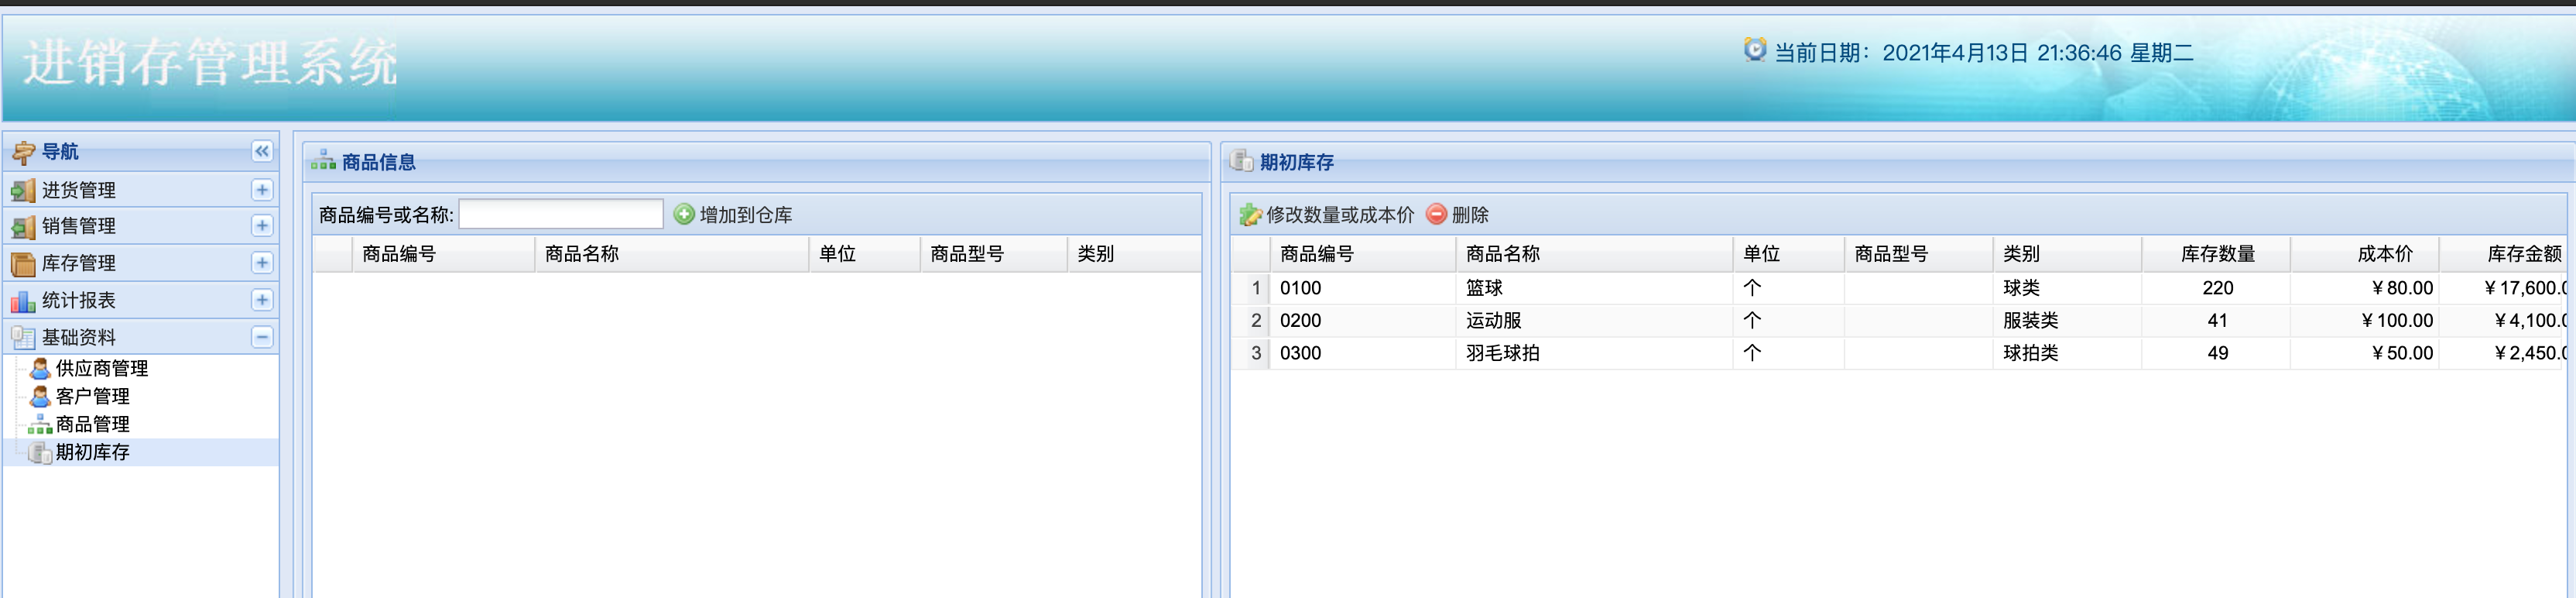 进销存管理系统
当前日期：2021年4月13日 21:36:46 星期二
导航
进货管理
销售管理
库存管理
统计报表
基础资料
供应商管理
客户管理
商品管理
期初库存
商品信息
商品编号或名称: 增加到仓库
商品编号 商品名称 单位 商品型号 类别
期初库存
修改数量或成本价 删除
商品编号 商品名称 单位 商品型号 类别 库存数量 成本价 库存金额
1 0100 篮球 个 球类 220 ￥80.00 ￥17,600.0
2 0200 运动服 个 服装类 41 ￥100.00 ￥4,100.0
3 0300 羽毛球拍 个 球拍类 49 ￥50.00 ￥2,450.0